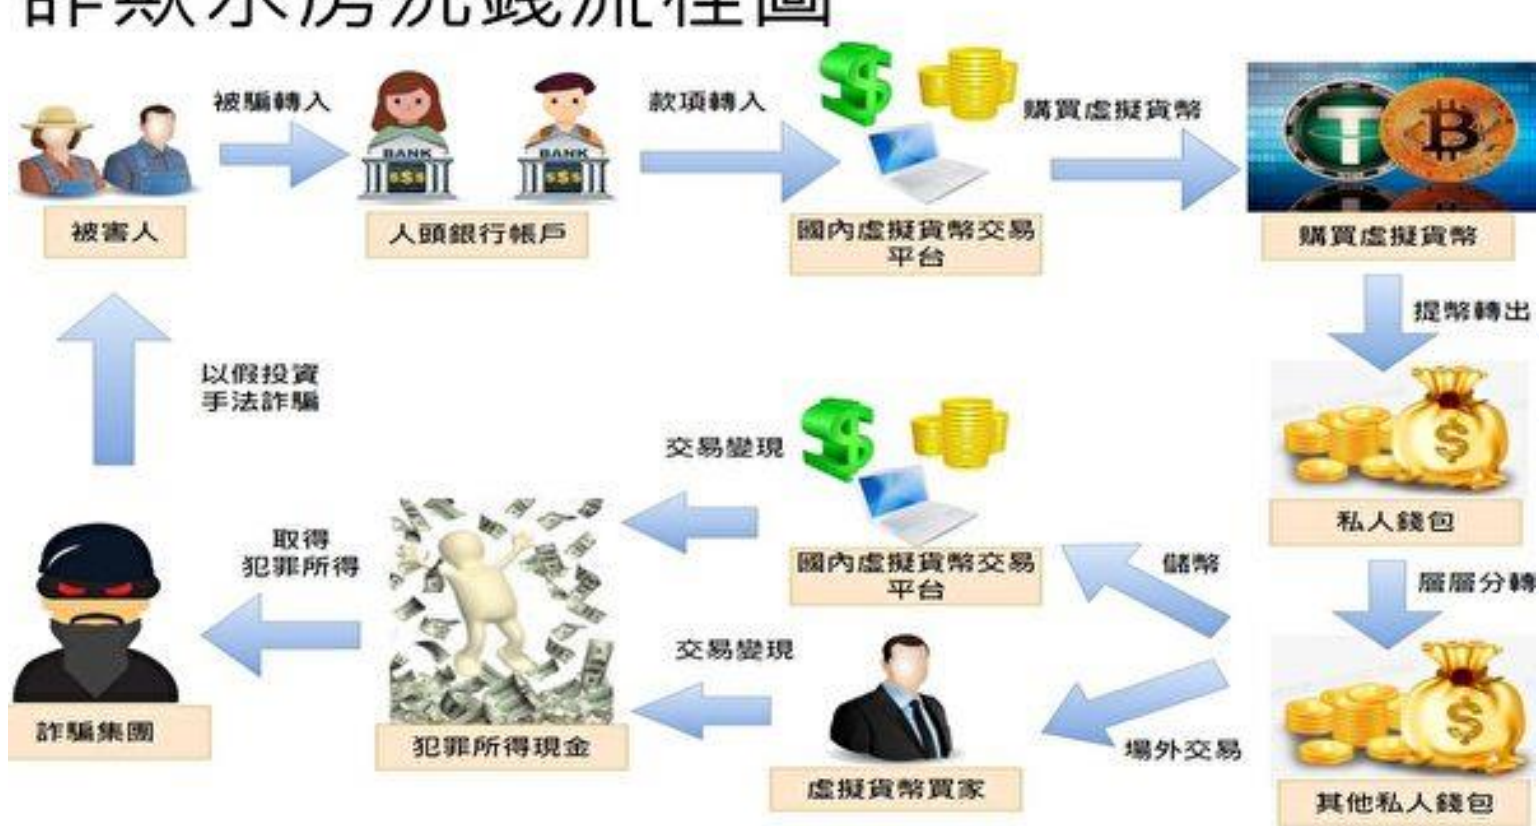 詐欺水房洗錢流程圖
被騙轉入
款項轉入
購買虛擬貨幣
BANK
$$$
BANK
$$$
被害人
人頭銀行帳戶
國內虛擬貨幣交易
平台
購買虛擬貨幣
提幣轉出
以假投資
手法詐騙
交易變現
私人錢包
取得
犯罪所得
國內虛擬貨幣交易
平台
儲幣
層層分轉
交易變現
詐騙集團
犯罪所得現金
場外交易
虛擬貨幣買家
其他私人錢包